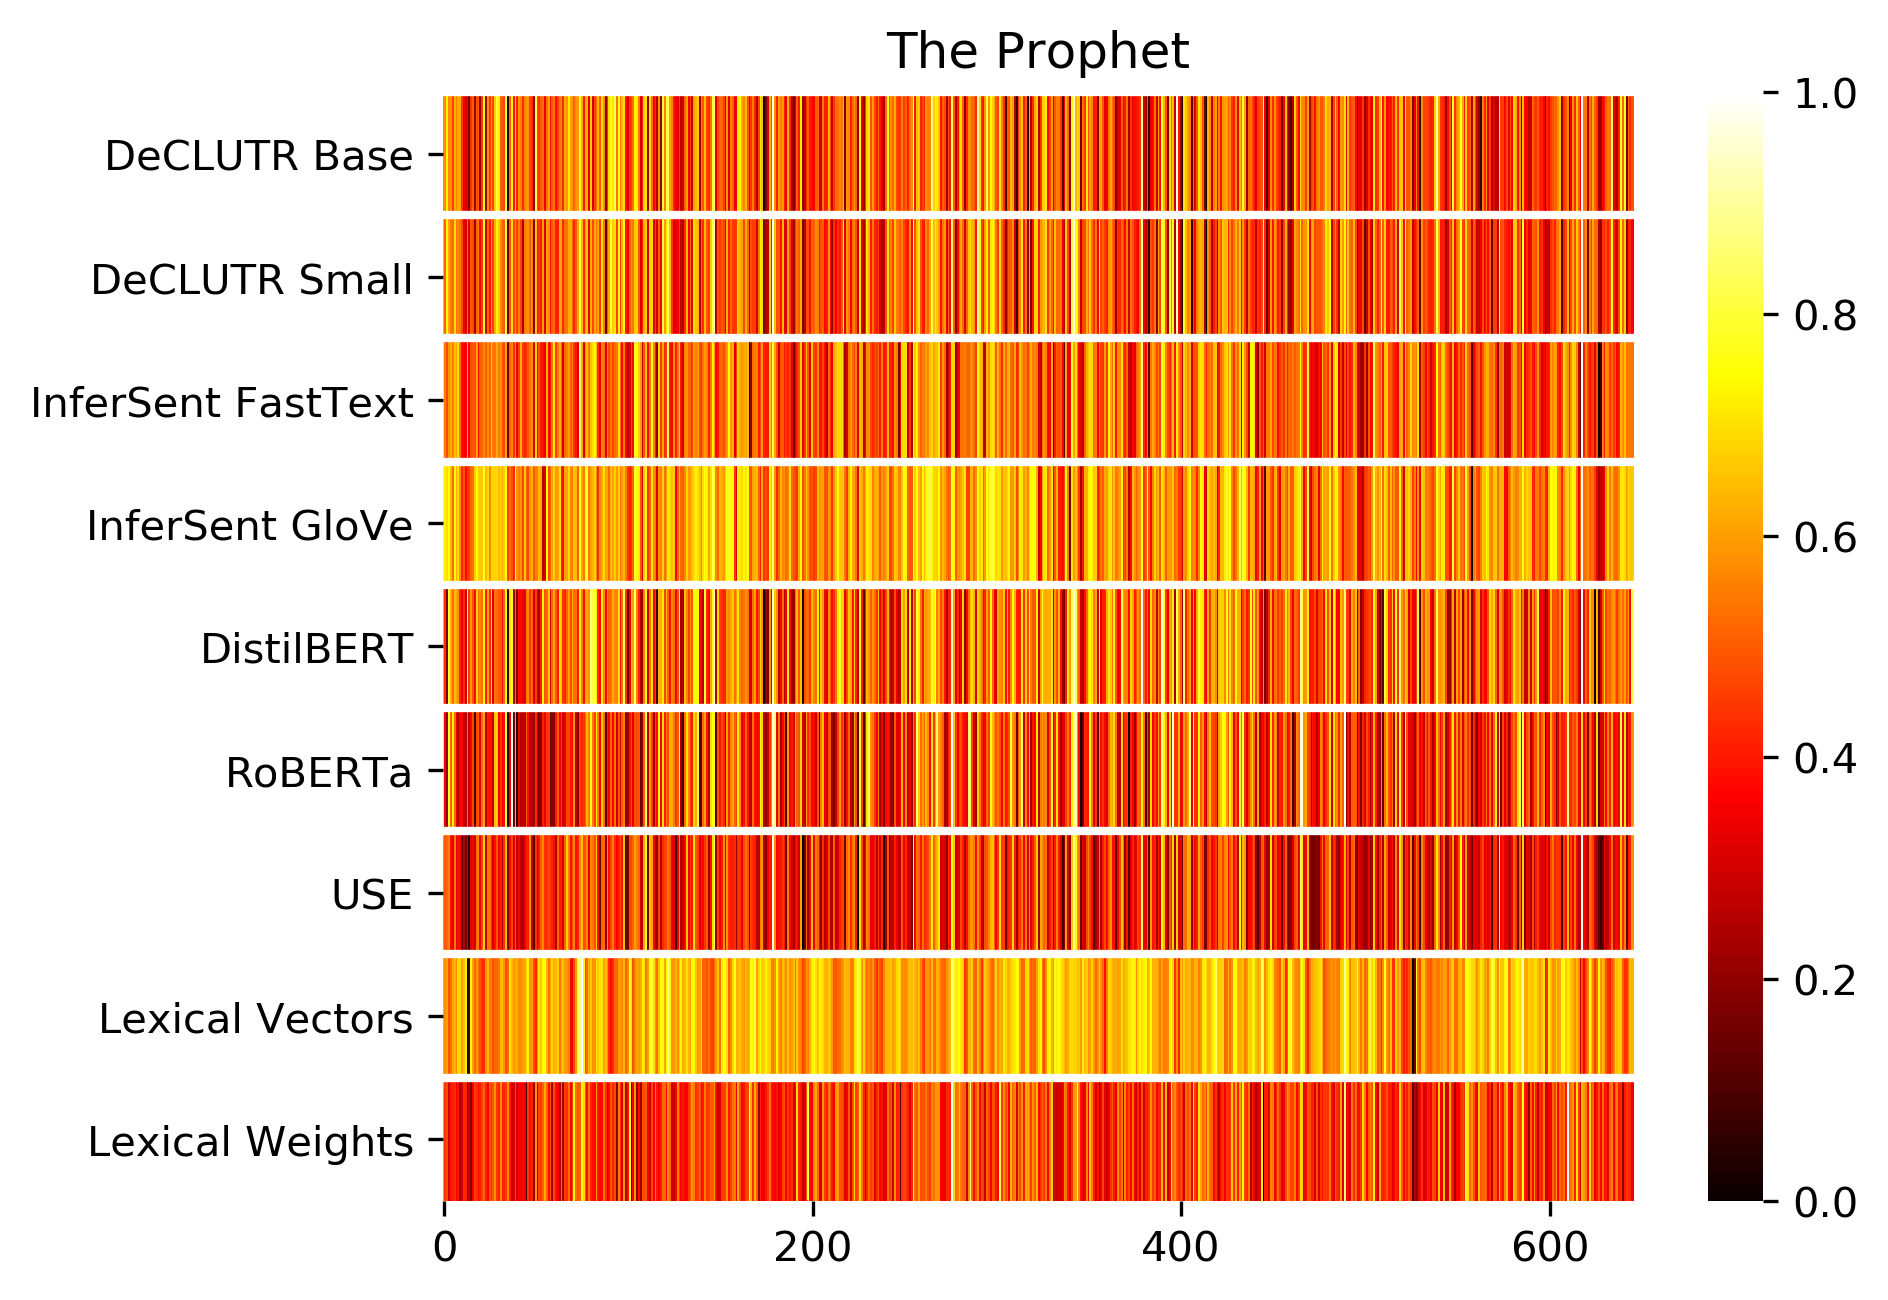 The Prophet
DeCLUTR Base
DeCLUTR Small
InferSent FastText
InferSent GloVe
DistilBERT
RoBERTa
USE
Lexical Vectors
Lexical Weights
0 200 400 600
1.0
0.8
0.6
0.4
0.2
0.0